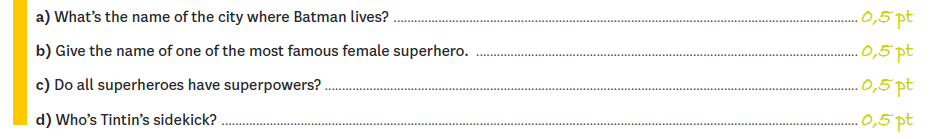 a) What's the name of the city where Batman lives? .................... 0,5 pt
b) Give the name of one of the most famous female superhero. .................... 0,5 pt
c) Do all superheroes have superpowers? .................... 0,5 pt
d) Who's Tintin's sidekick? .................... 0,5 pt